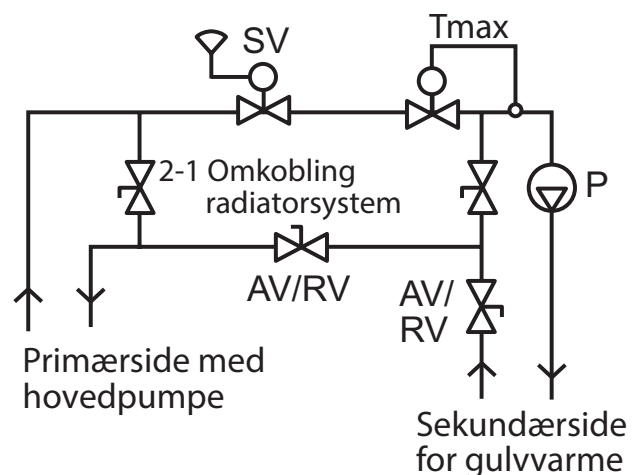 SV
Tmax
2-1 Omkobling
radiatorsystem
P
AV/RV
AV/
RV
Primærside med
hovedpumpe
Sekundærside
for gulvvarme